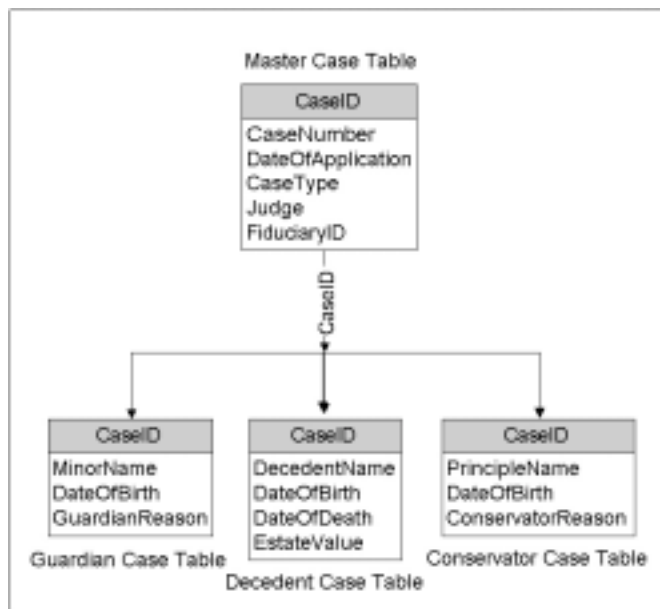 Master Case Table
CaseID
CaseNumber
DateOfApplication
CaseType
Judge
FiduciaryID
CaseID
CaseID
MinorName
DateOfBirth
GuardianReason
Guardian Case Table
CaseID
DecedentName
DateOfBirth
DateOfDeath
EstateValue
Decedent Case Table
CaseID
PrincipleName
DateOfBirth
ConservatorReason
Conservator Case Table